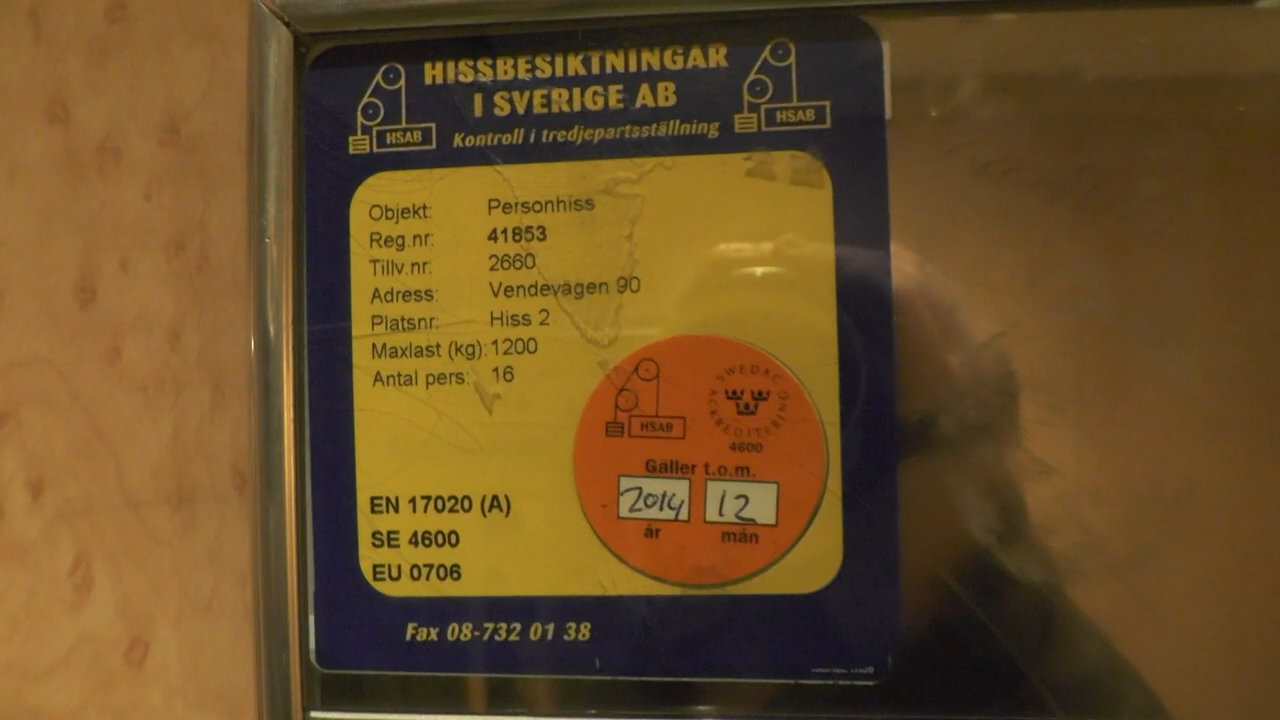 HISSBESIKTNINGAR
I SVERIGE AB
Kontroll i tredjepartsställning
HSAB
HSAB
Objekt: Personhiss
Reg.nr: 41853
Tillv.nr: 2660
Adress: Vendevägen 90
Platsnr: Hiss 2
Maxlast (kg): 1200
Antal pers: 16
HSAB
SWEDAC
ACKREDITERING
4600
Gäller t.o.m.
2014 12
år mån
EN 17020 (A)
SE 4600
EU 0706
Fax 08-732 01 38